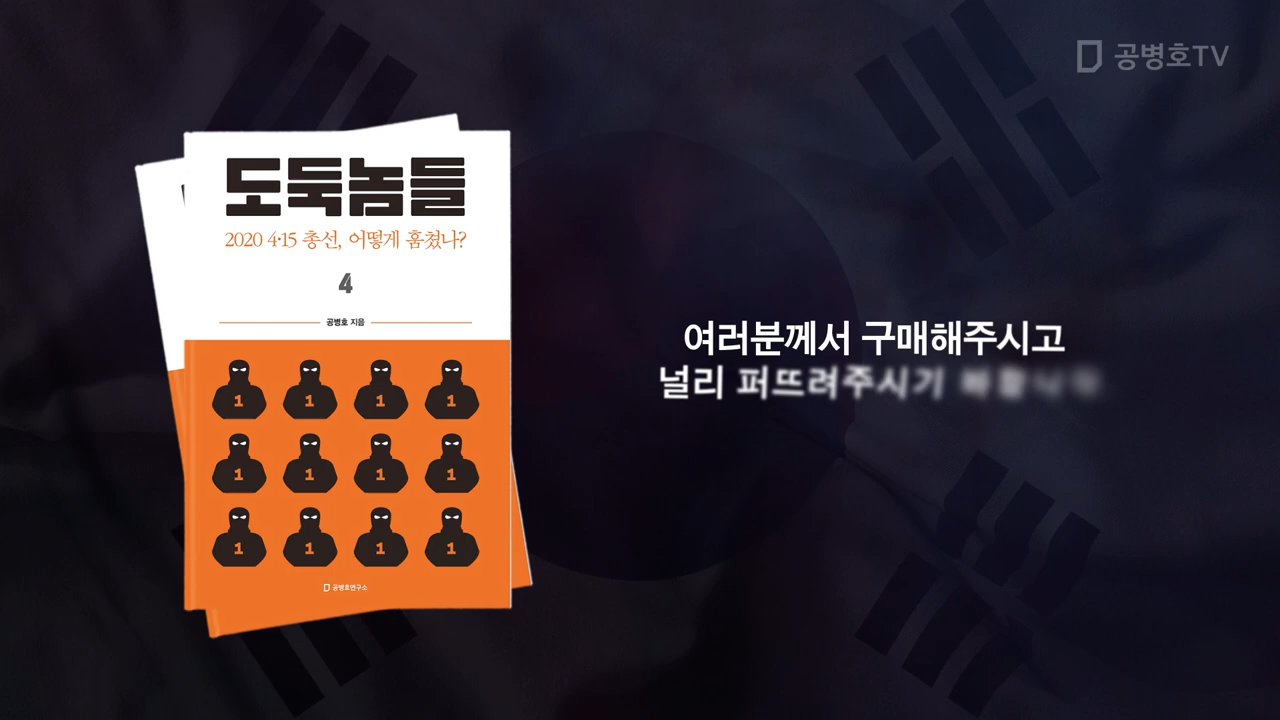 공병호TV
도둑놈들
2020 4·15 총선, 어떻게 훔쳤나?
4
공병호 지음
1 1 1 1
1 1 1 1
1 1 1 1
공병호연구소
여러분께서 구매해주시고
널리 퍼뜨려주시기